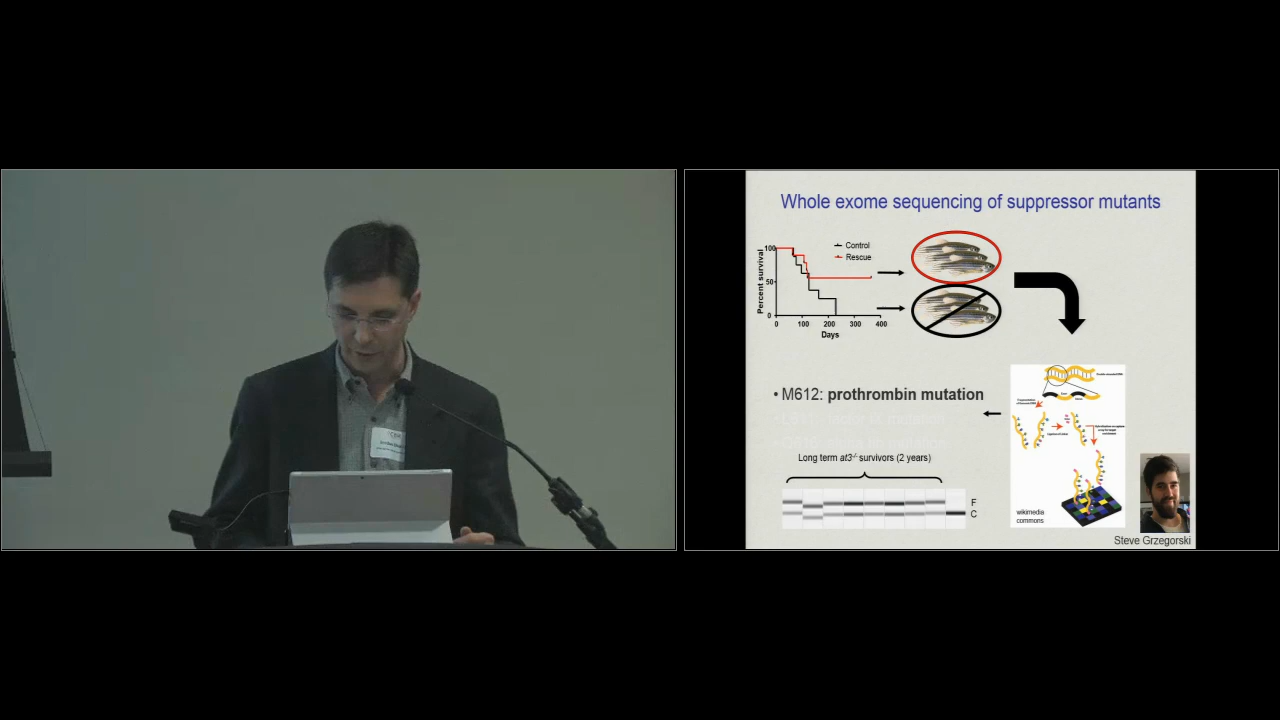 Whole exome sequencing of suppressor mutants
Control
Rescue
Percent survival
100
50
0
0 100 200 300 400
Days
• M612: prothrombin mutation
Long term at3-/- survivors (2 years)
F
C
wikimedia
commons
Steve Grzegorski